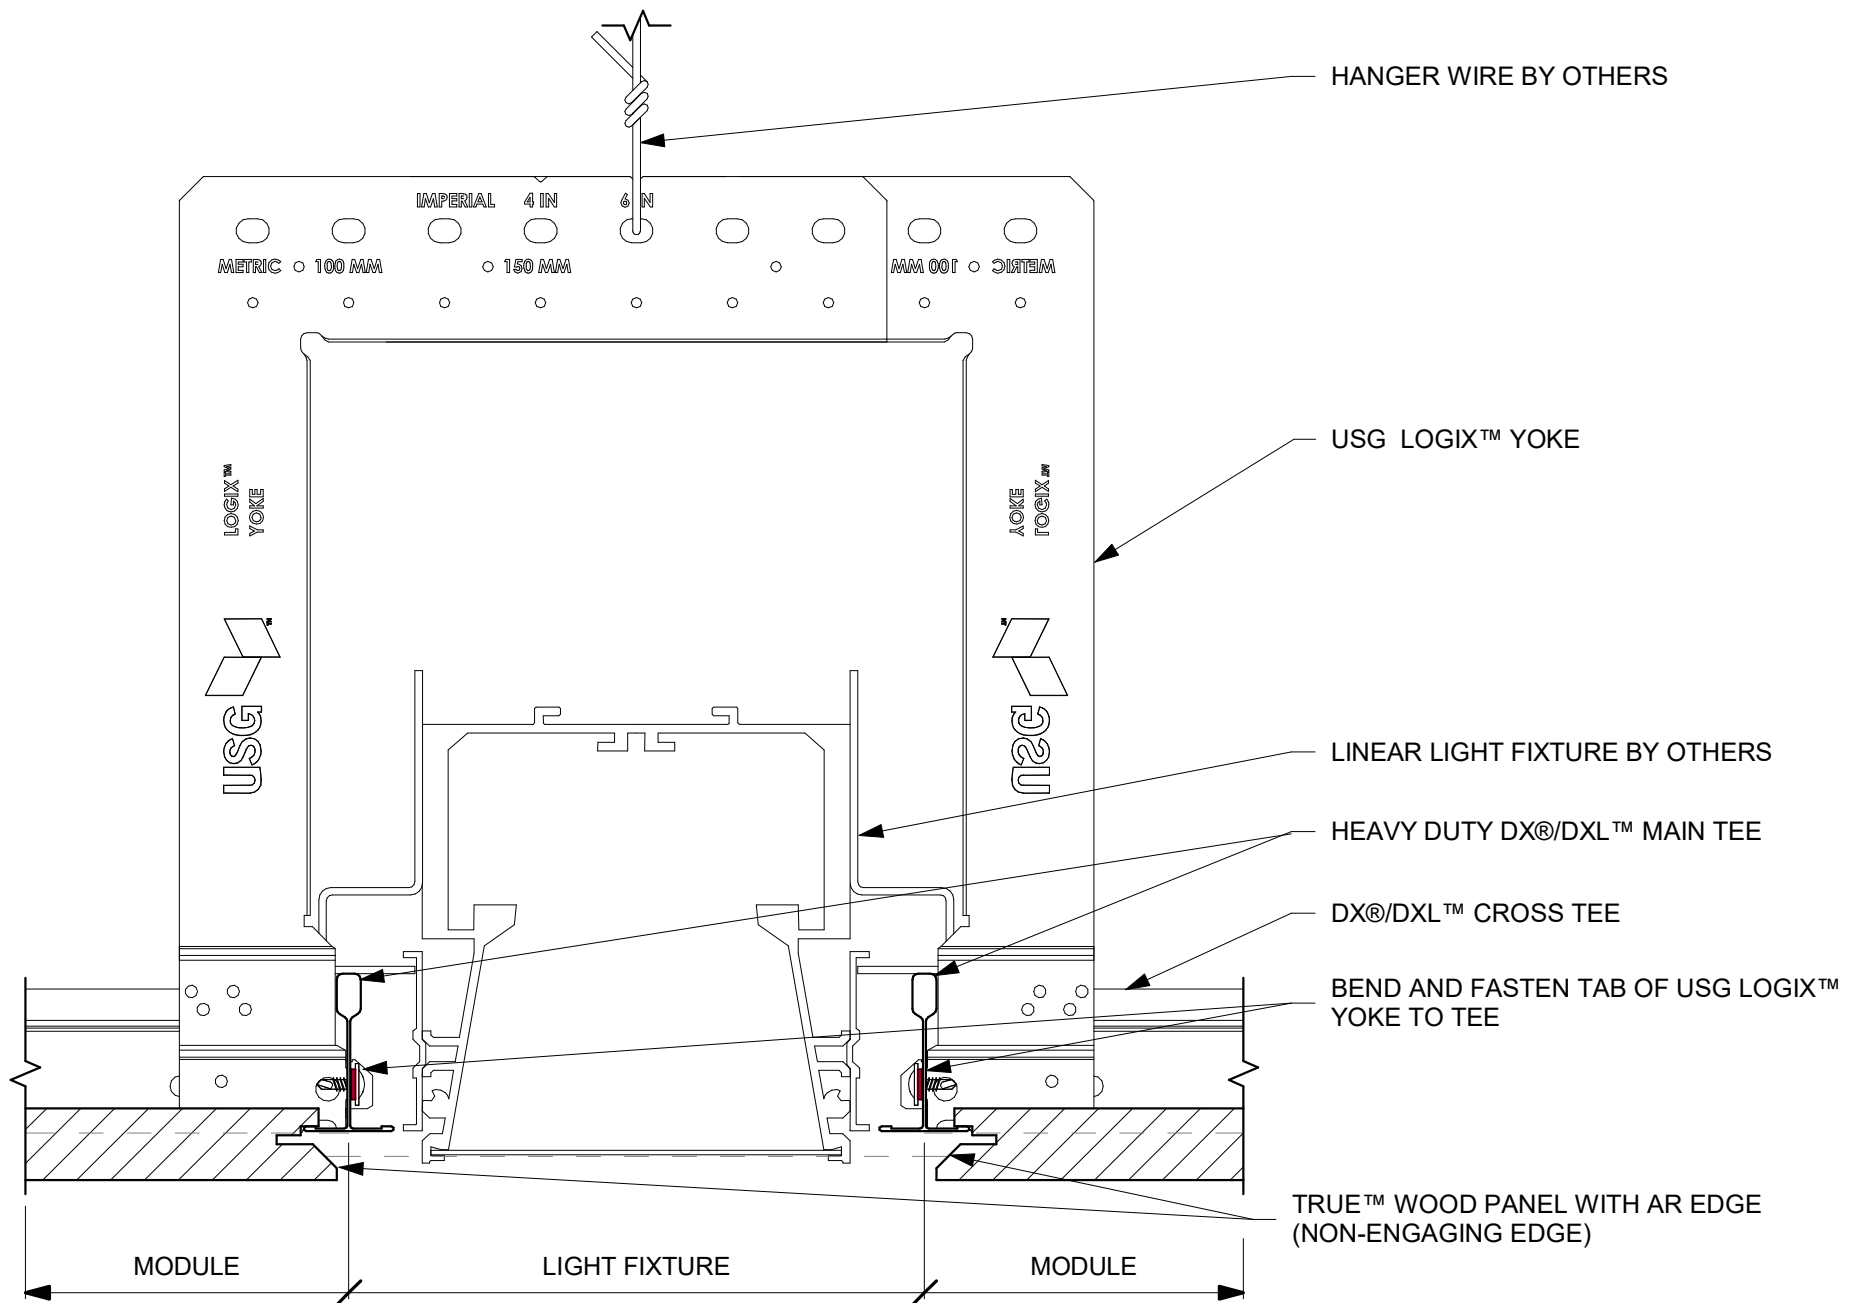 HANGER WIRE BY OTHERS
IMPERIAL 4 IN 6 IN
METRIC 100 MM 150 MM 100 MM METRIC
USG LOGIX™ YOKE
LOGIX™
YOKE
YOKE
LOGIX™
USG
USG
LINEAR LIGHT FIXTURE BY OTHERS
HEAVY DUTY DX®/DXL™ MAIN TEE
DX®/DXL™ CROSS TEE
BEND AND FASTEN TAB OF USG LOGIX™
YOKE TO TEE
TRUE™ WOOD PANEL WITH AR EDGE
(NON-ENGAGING EDGE)
MODULE LIGHT FIXTURE MODULE